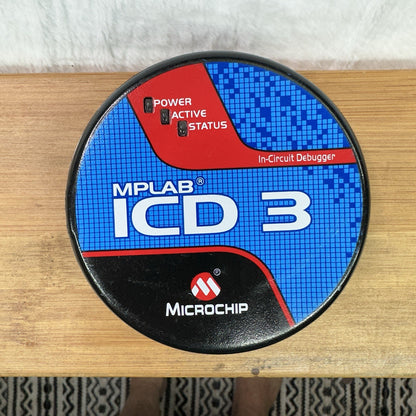 POWER
ACTIVE
STATUS
In-Circuit Debugger
MPLAB®
ICD 3
®
MICROCHIP